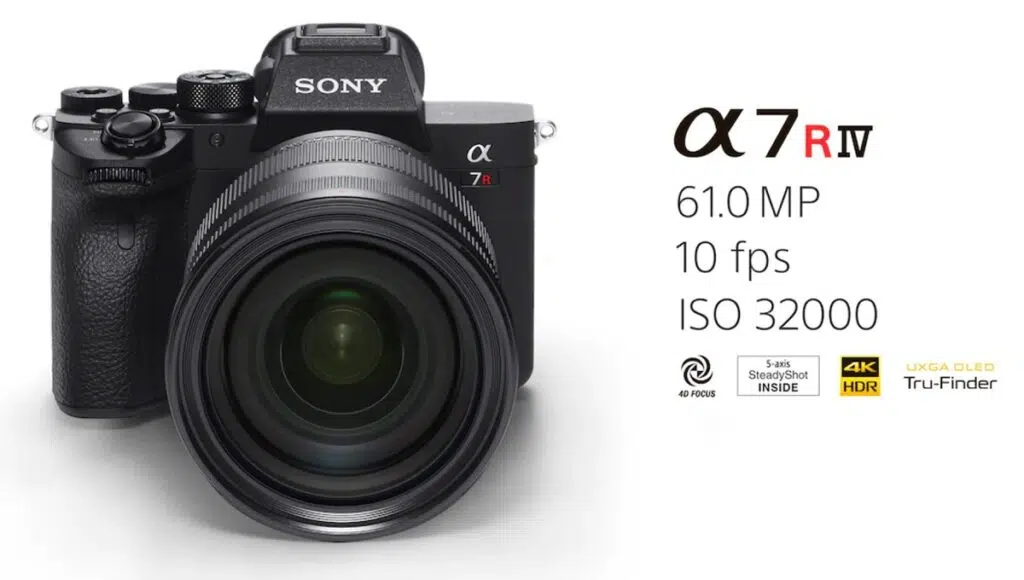 SONY
α
7R
α7RIV
61.0 MP
10 fps
ISO 32000
4D FOCUS
5-axis
SteadyShot
INSIDE
4K
HDR
UXGA OLED
Tru-Finder